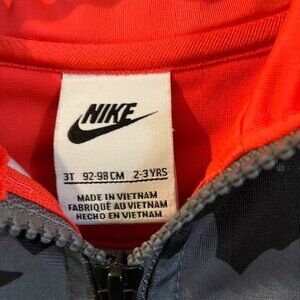 NIKE
3T 92-98 CM 2-3 YRS
MADE IN VIETNAM
FABRIQUÉ AU VIETNAM
HECHO EN VIETNAM